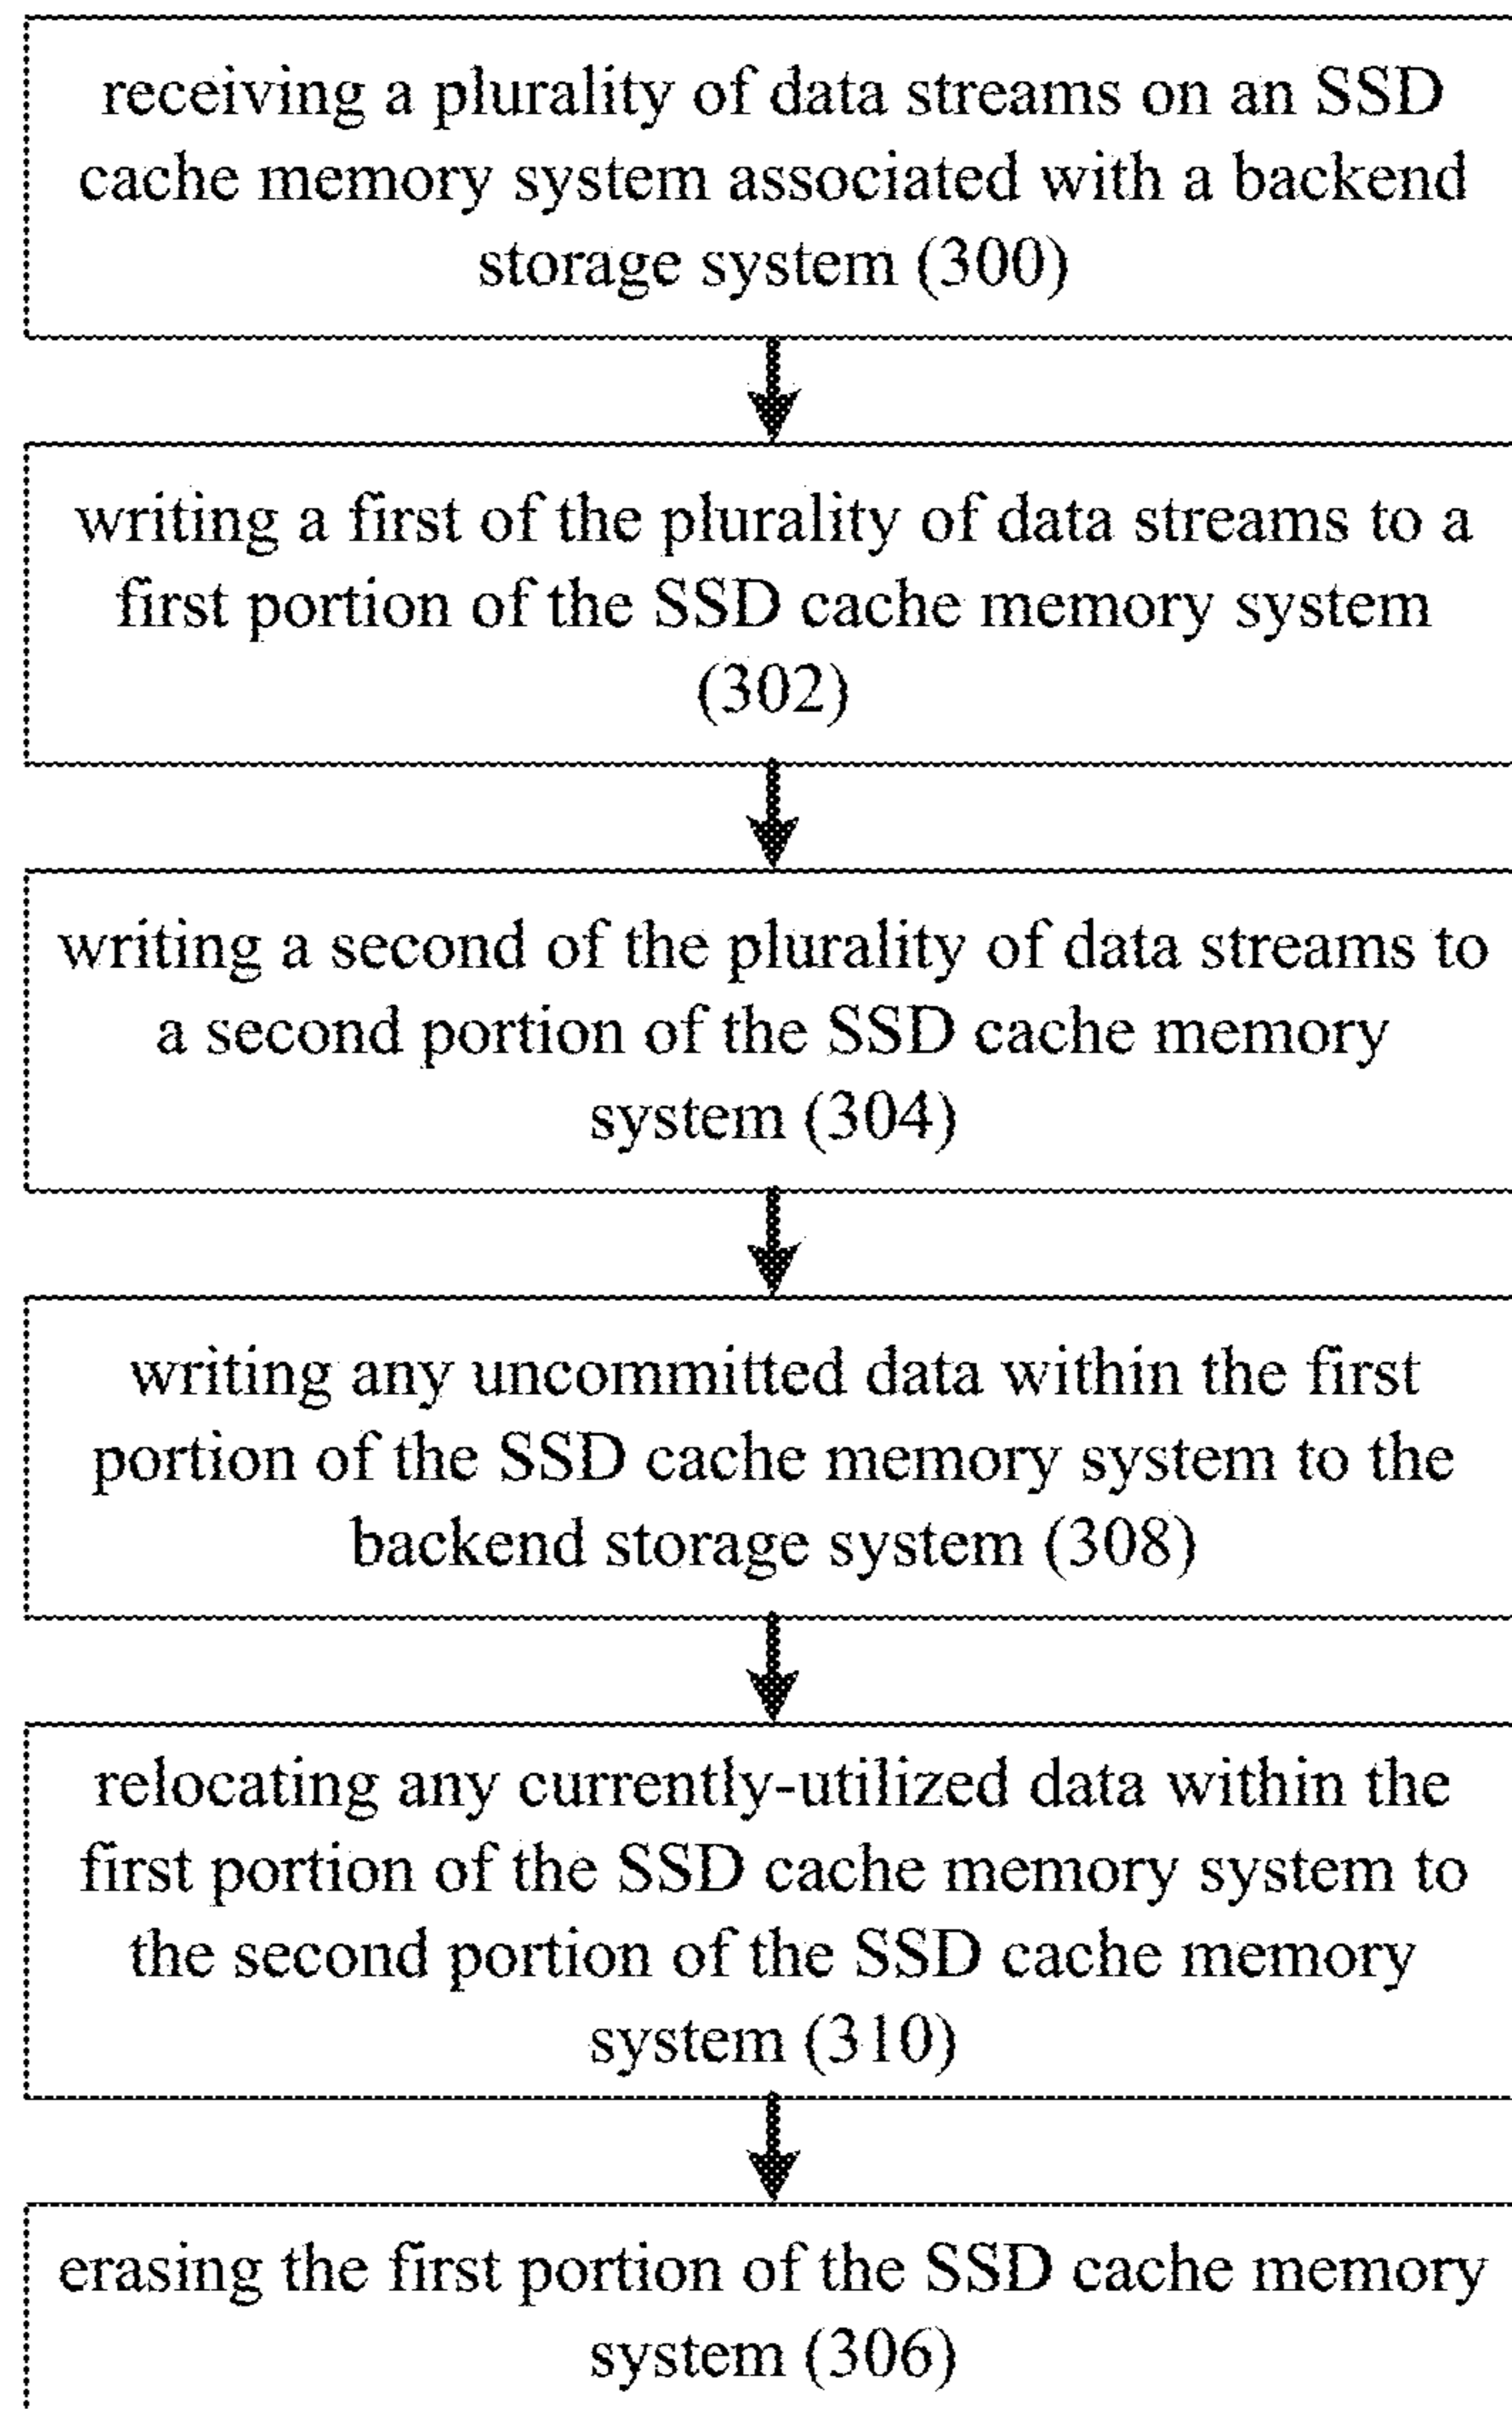 receiving a plurality of data streams on an SSD
cache memory system associated with a backend
storage system (300)
writing a first of the plurality of data streams to a
first portion of the SSD cache memory system
(302)
writing a second of the plurality of data streams to
a second portion of the SSD cache memory
system (304)
writing any uncommitted data within the first
portion of the SSD cache memory system to the
backend storage system (308)
relocating any currently-utilized data within the
first portion of the SSD cache memory system to
the second portion of the SSD cache memory
system (310)
erasing the first portion of the SSD cache memory
system (306)